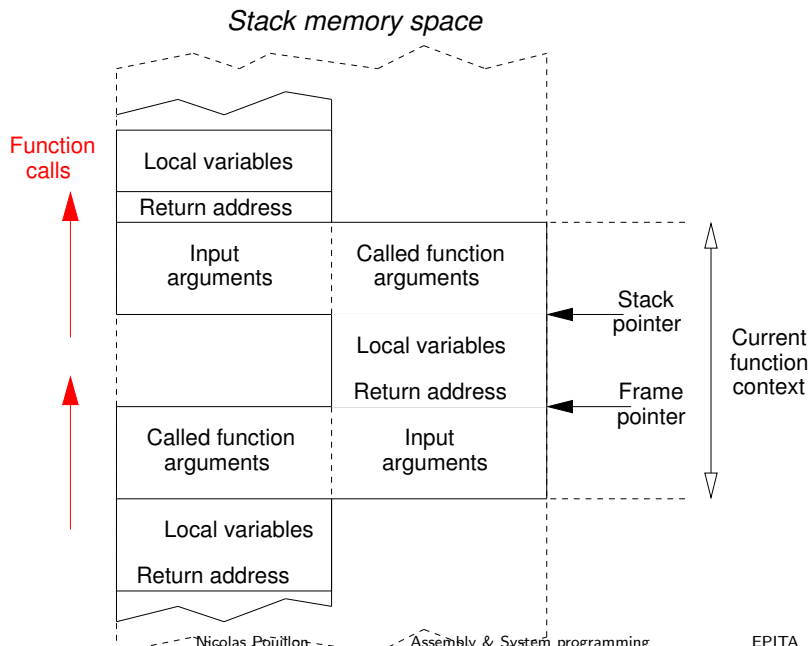 Stack memory space
Function
calls
Local variables
Return address
Input
arguments
Called function
arguments
Stack
pointer
Local variables
Return address
Frame
pointer
Current
function
context
Called function
arguments
Input
arguments
Local variables
Return address
Nicolas Pouillon
Assembly & System programming
EPITA